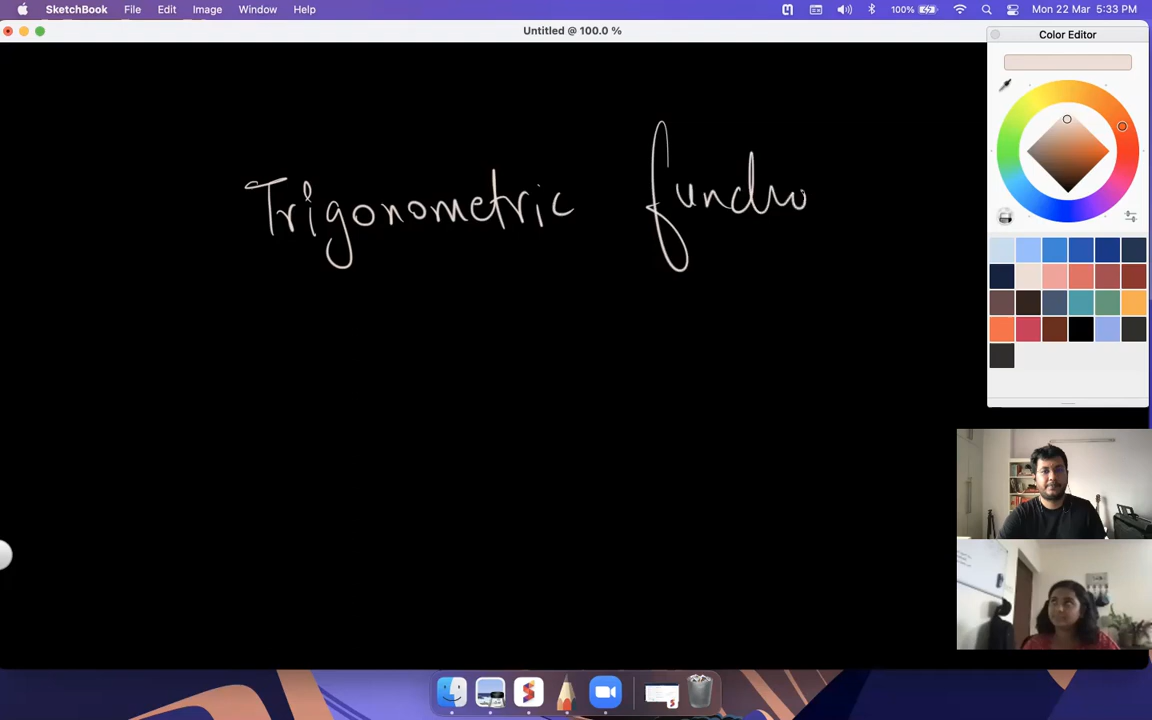 SketchBook File Edit Image Window Help 100% Mon 22 Mar 5:33 PM
Untitled @ 100.0 %
Color Editor
Trigonometric functio